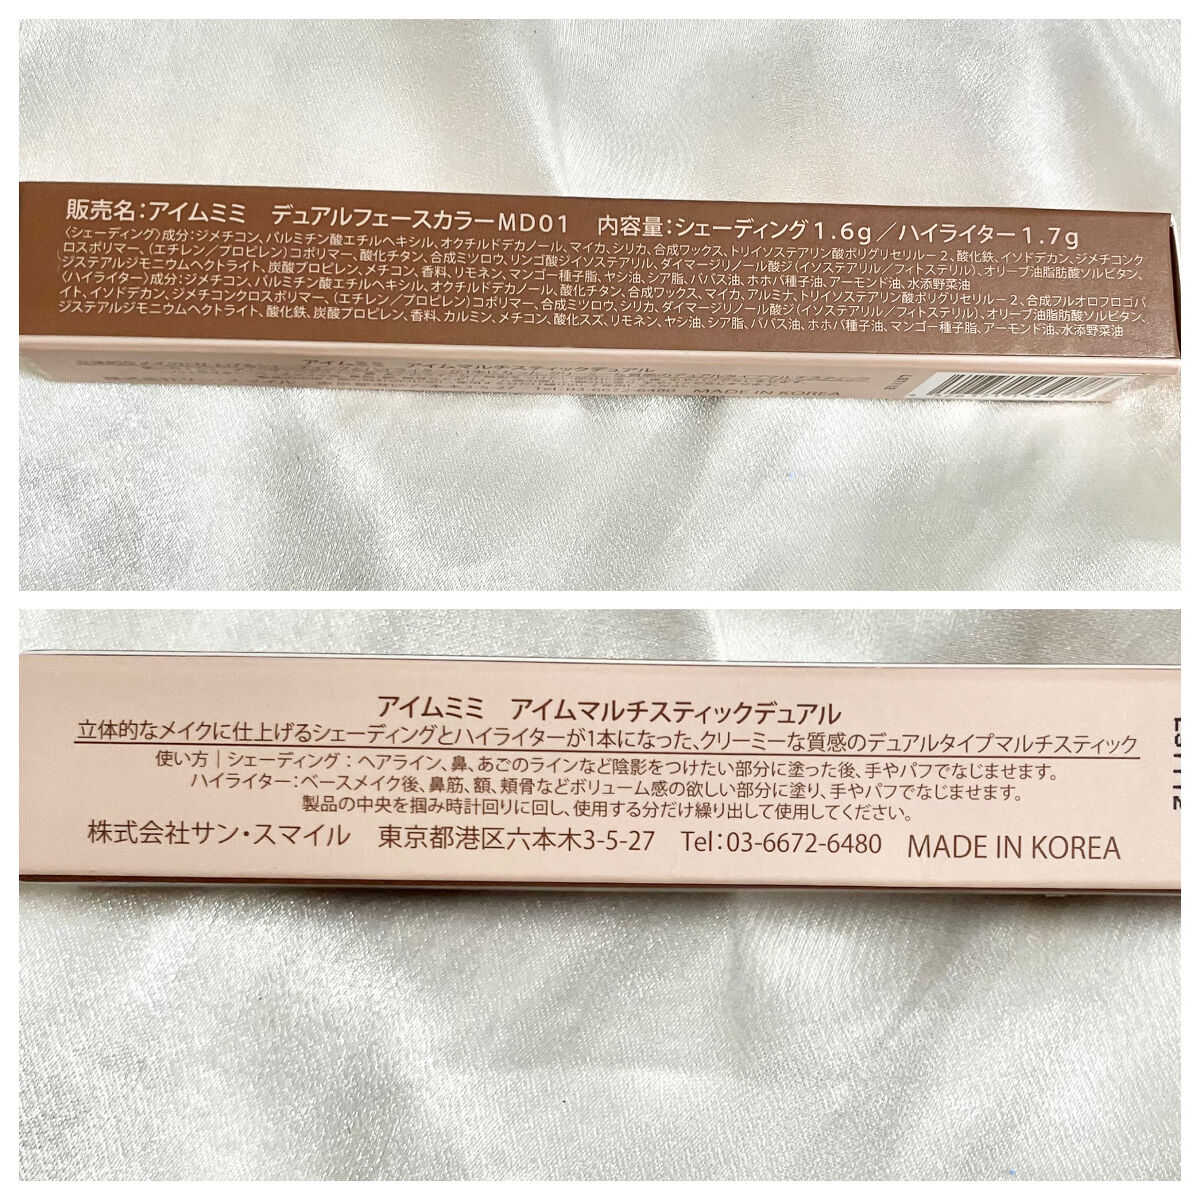 販売名：アイムミミ　デュアルフェースカラーMD01　内容量：シェーディング1.6g／ハイライター1.7g
〈シェーディング〉成分：ジメチコン、パルミチン酸エチルヘキシル、オクチルドデカノール、マイカ、シリカ、合成ワックス、トリイソステアリン酸ポリグリセリル－2、酸化鉄、イソドデカン、ジメチコンク
ロスポリマー、（エチレン／プロピレン）コポリマー、酸化チタン、合成ミツロウ、リンゴ酸ジイソステアリル、ダイマージリノール酸ジ（イソステアリル／フィトステリル）、オリーブ油脂肪酸ソルビタン、
ジステアルジモニウムヘクトライト、炭酸プロピレン、メチコン、香料、リモネン、マンゴー種子脂、ヤシ油、シア脂、ババス油、ホホバ種子油、アーモンド油、水添野菜油
〈ハイライター〉成分：ジメチコン、パルミチン酸エチルヘキシル、オクチルドデカノール、酸化チタン、合成ワックス、マイカ、アルミナ、トリイソステアリン酸ポリグリセリル－2、合成フルオロフロゴパ
イト、イソドデカン、ジメチコンクロスポリマー、（エチレン／プロピレン）コポリマー、合成ミツロウ、シリカ、ダイマージリノール酸ジ（イソステアリル／フィトステリル）、オリーブ油脂肪酸ソルビタン、
ジステアルジモニウムヘクトライト、酸化鉄、炭酸プロピレン、香料、カルミン、メチコン、酸化スズ、リモネン、ヤシ油、シア脂、ババス油、ホホバ種子油、マンゴー種子脂、アーモンド油、水添野菜油
アイムミミ　アイムマルチスティックデュアル
MADE IN KOREA
アイムミミ　アイムマルチスティックデュアル
立体的なメイクに仕上げるシェーディングとハイライターが1本になった、クリーミーな質感のデュアルタイプマルチスティック
使い方｜シェーディング：ヘアライン、鼻、あごのラインなど陰影をつけたい部分に塗った後、手やパフでなじませます。
ハイライター：ベースメイク後、鼻筋、額、頬骨などボリューム感の欲しい部分に塗り、手やパフでなじませます。
製品の中央を掴み時計回りに回し、使用する分だけ繰り出して使用してください。
株式会社サン・スマイル　東京都港区六本木3-5-27　Tel：03-6672-6480　MADE IN KOREA